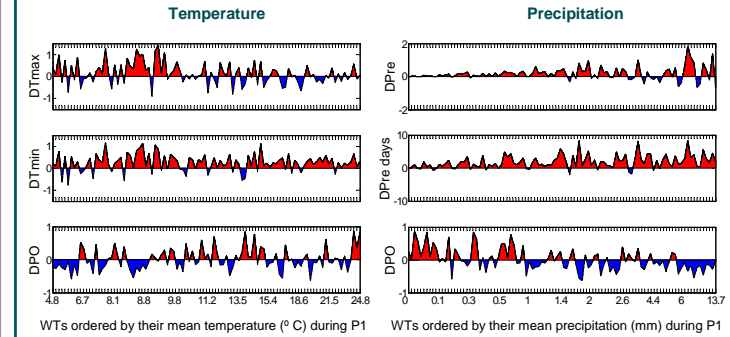 Temperature
Precipitation
DTmax
1
0
-1
DTmin
1
0
-1
DPO
1
0
-1
4.8 6.7 8.1 8.8 9.8 11.2 13.5 15.4 18.6 21.5 24.8
WTs ordered by their mean temperature (º C) during P1
DPre
2
0
-2
DPre days
10
0
-10
DPO
1
0
-1
0 0.1 0.3 0.5 1 1.4 2 2.6 4.4 6 13.7
WTs ordered by their mean precipitation (mm) during P1